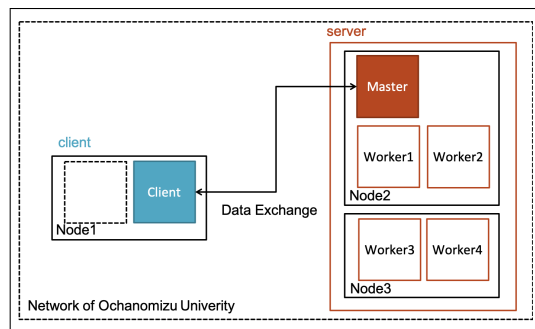 server
Master
client
Worker1
Worker2
Client
Node2
Data Exchange
Node1
Worker3
Worker4
Node3
Network of Ochanomizu Univerity